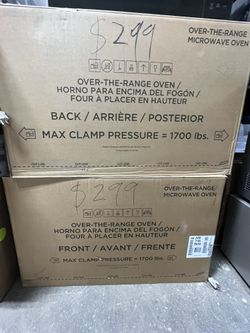 $299
OVER-THE-RANGE
MICROWAVE OVEN
OVER-THE-RANGE OVEN /
HORNO PARA ENCIMA DEL FOGÓN /
FOUR À PLACER EN HAUTEUR
BACK / ARRIÈRE / POSTERIOR
MAX CLAMP PRESSURE = 1700 lbs.
$299
OVER-THE-RANGE
MICROWAVE OVEN
OVER-THE-RANGE OVEN /
HORNO PARA ENCIMA DEL FOGÓN /
FOUR À PLACER EN HAUTEUR
FRONT / AVANT / FRENTE
MAX CLAMP PRESSURE = 1700 lbs.